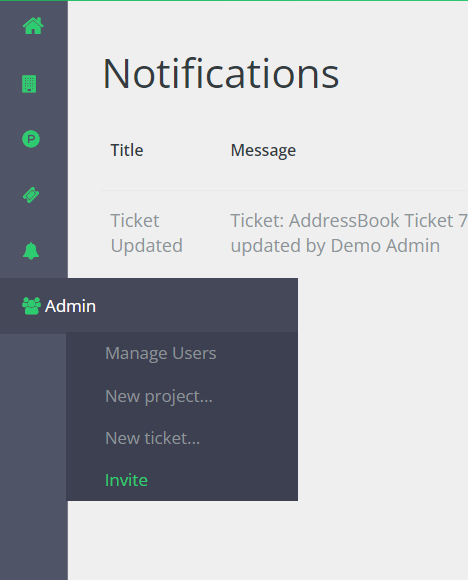 Notifications
Title
Message
Ticket
Updated
Ticket: AddressBook Ticket 7
updated by Demo Admin
Admin
Manage Users
New project...
New ticket...
Invite